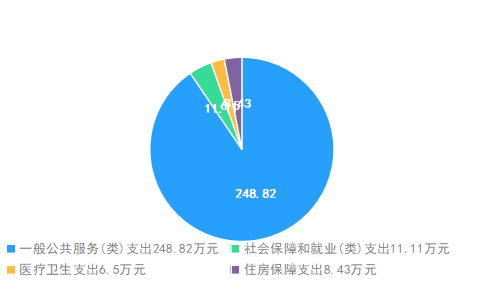 248.82
一般公共服务(类)支出248.82万元
社会保障和就业(类)支出11.11万元
医疗卫生支出6.5万元
住房保障支出8.43万元